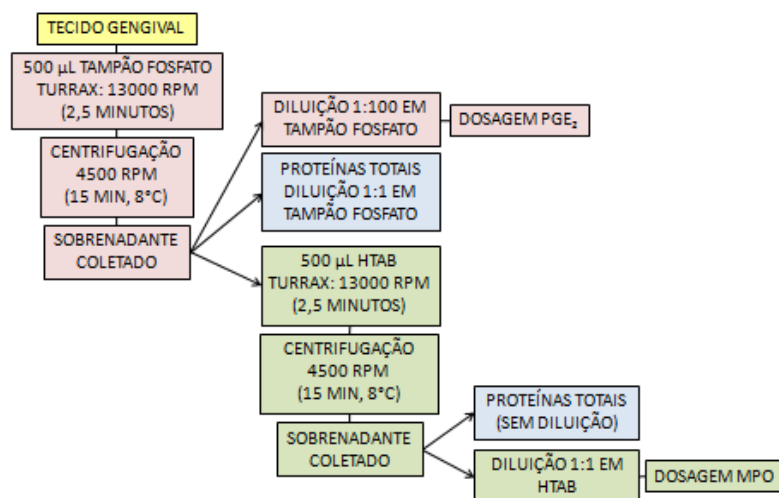 TECIDO GENGIVAL
500 µL TAMPÃO FOSFATO
TURRAX: 13000 RPM
(2,5 MINUTOS)
CENTRIFUGAÇÃO
4500 RPM
(15 MIN, 8°C)
SOBRENADANTE
COLETADO
DILUIÇÃO 1:100 EM
TAMPÃO FOSFATO
DOSAGEM PGE₂
PROTEÍNAS TOTAIS
DILUIÇÃO 1:1 EM
TAMPÃO FOSFATO
500 µL HTAB
TURRAX: 13000 RPM
(2,5 MINUTOS)
CENTRIFUGAÇÃO
4500 RPM
(15 MIN, 8°C)
SOBRENADANTE
COLETADO
PROTEÍNAS TOTAIS
(SEM DILUIÇÃO)
DILUIÇÃO 1:1 EM
HTAB
DOSAGEM MPO